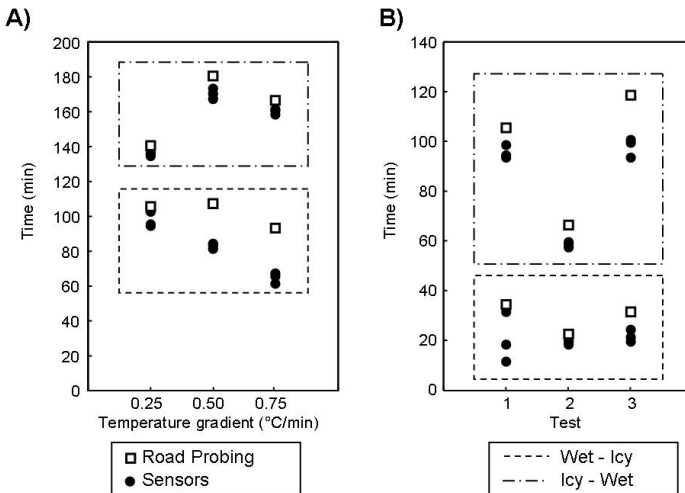 A)
Time (min)
200
180
160
140
120
100
80
60
40
20
0
0.25 0.50 0.75
Temperature gradient (°C/min)
Road Probing
Sensors
B)
Time (min)
140
120
100
80
60
40
20
0
1 2 3
Test
Wet - Icy
Icy - Wet